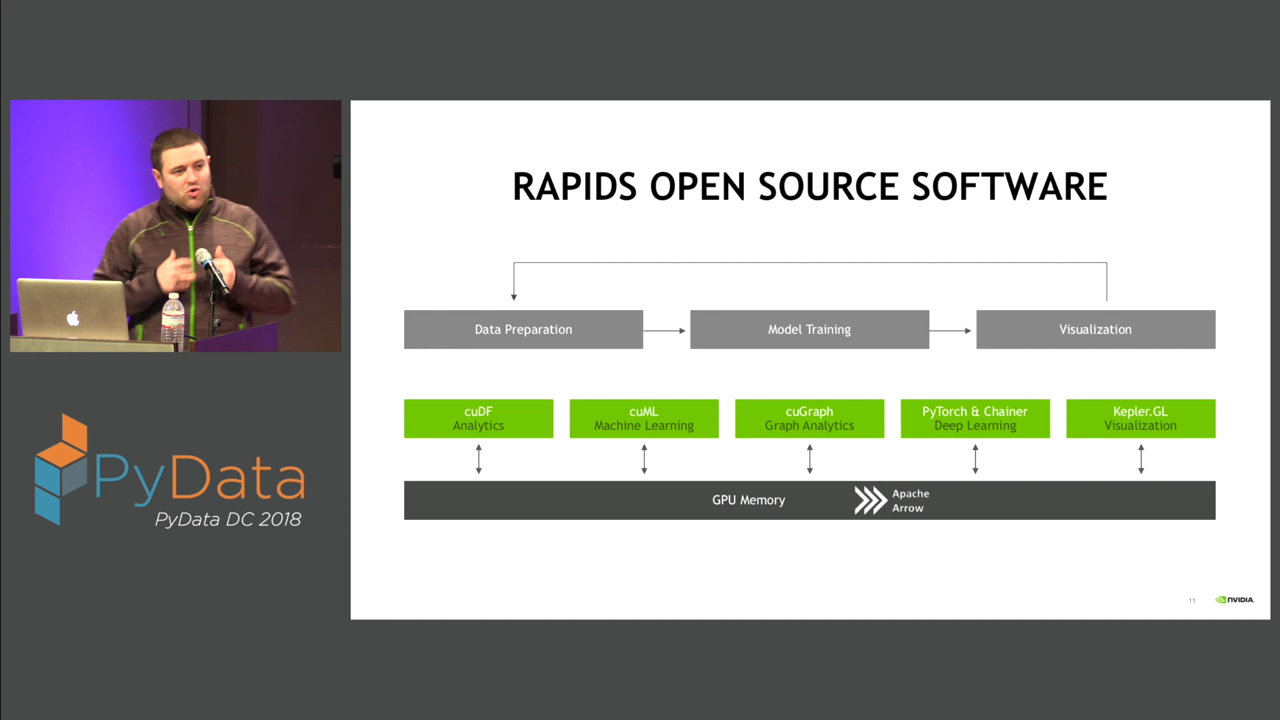 RAPIDS OPEN SOURCE SOFTWARE
Data Preparation
Model Training
Visualization
cuDF
Analytics
cuML
Machine Learning
cuGraph
Graph Analytics
PyTorch & Chainer
Deep Learning
Kepler.GL
Visualization
GPU Memory
Apache
Arrow
11
NVIDIA.
PyData
PyData DC 2018